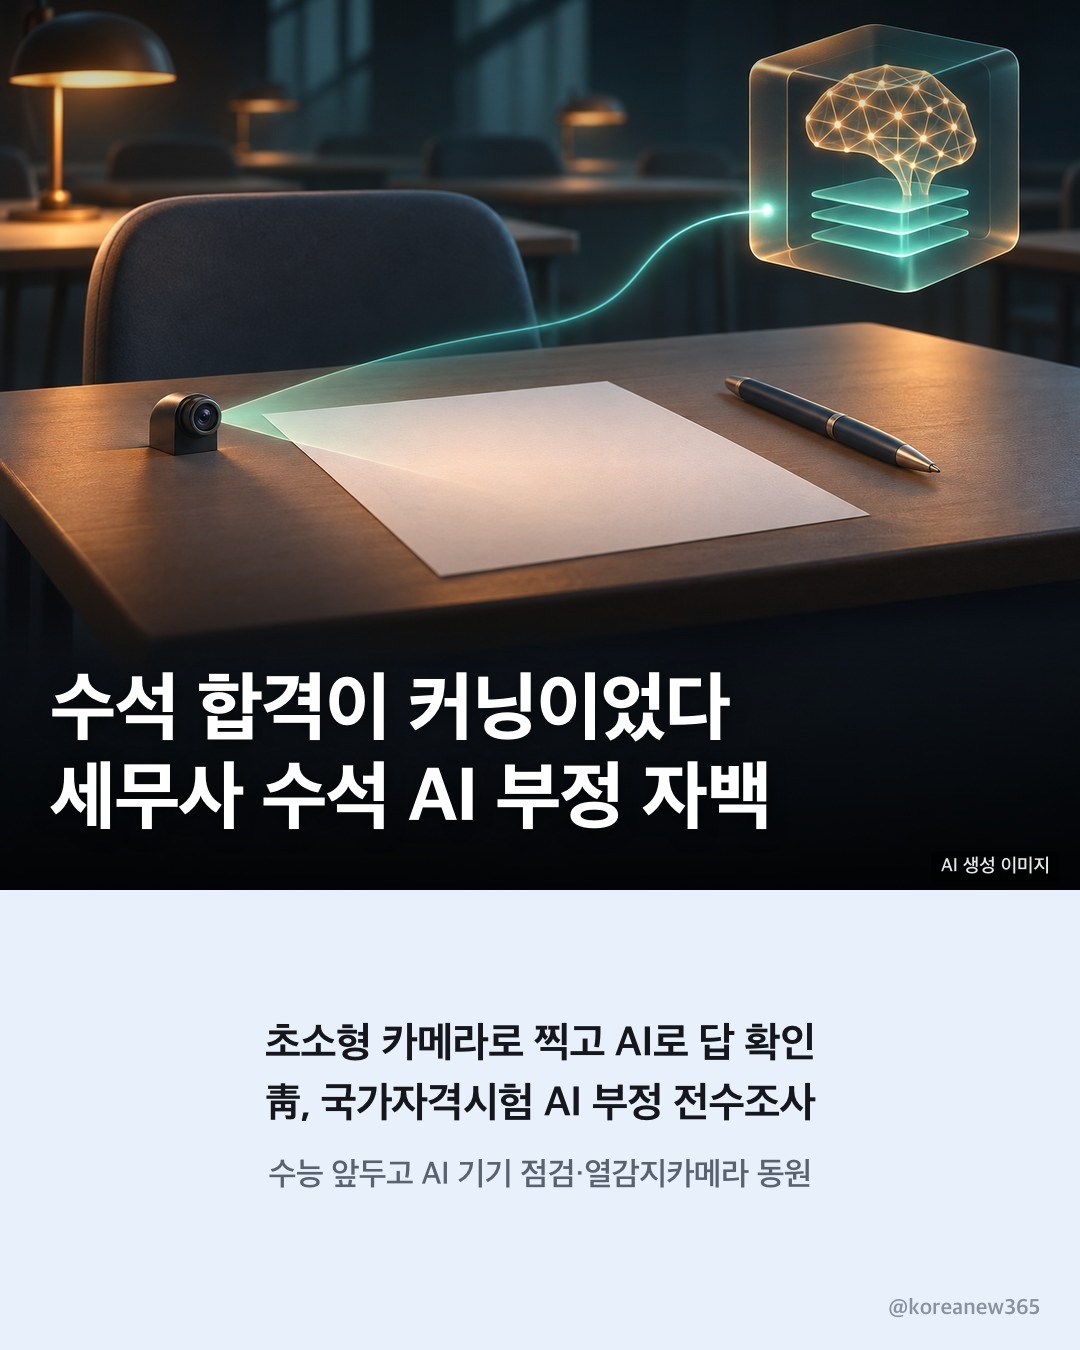 수석 합격이 커닝이었다
세무사 수석 AI 부정 자백
AI 생성 이미지
초소형 카메라로 찍고 AI로 답 확인
靑, 국가자격시험 AI 부정 전수조사
수능 앞두고 AI 기기 점검·열감지카메라 동원
@koreanew365